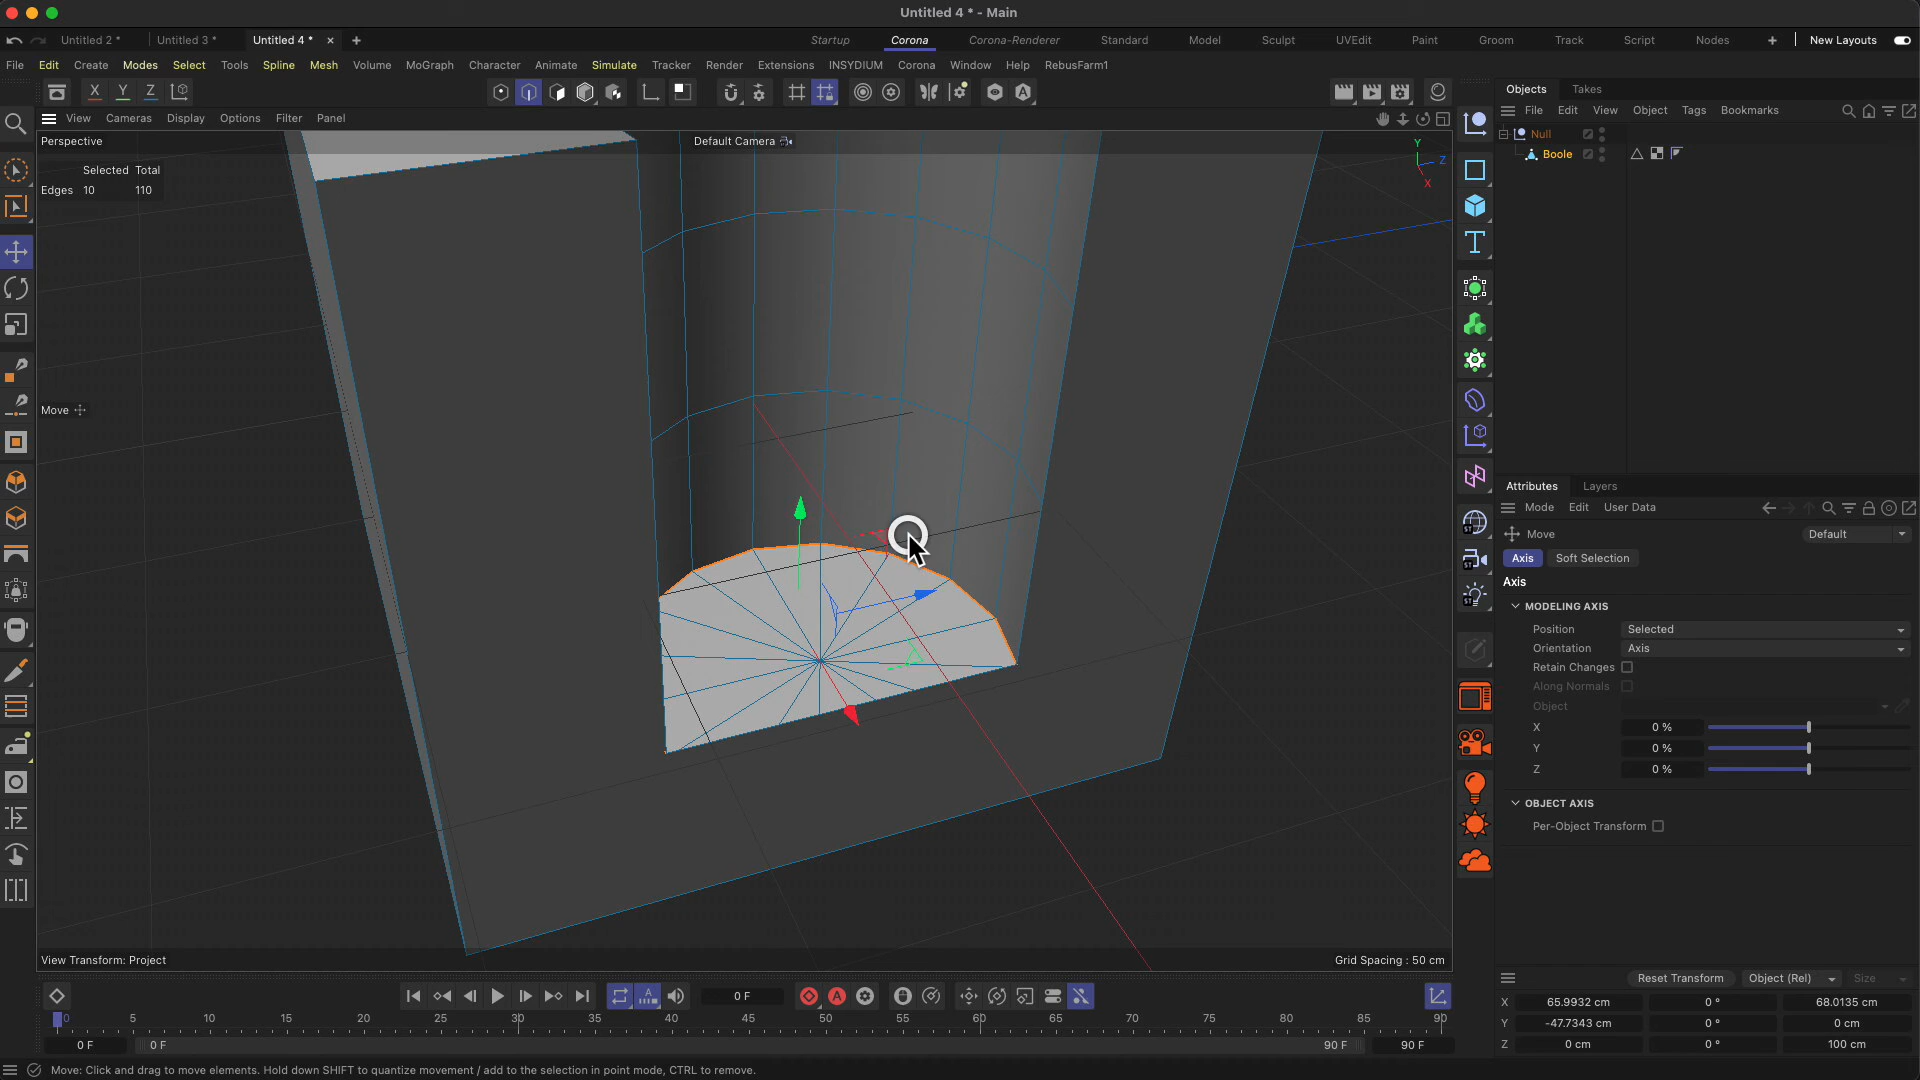 Untitled 4 * - Main
Untitled 2 * Untitled 3 * Untitled 4 * × + Startup Corona Corona-Renderer Standard Model Sculpt UVEdit Paint Groom Track Script Nodes + New Layouts
File Edit Create Modes Select Tools Spline Mesh Volume MoGraph Character Animate Simulate Tracker Render Extensions INSYDIUM Corona Window Help RebusFarm1
X Y Z
Objects Takes
File Edit View Object Tags Bookmarks
View Cameras Display Options Filter Panel
Perspective Default Camera
Y Z X
Null
Boole
Selected Total
Edges 10 110
Move
Attributes Layers
Mode Edit User Data
Move Default
Axis Soft Selection
Axis
MODELING AXIS
Position Selected
Orientation Axis
Retain Changes
Along Normals
Object
X 0 %
Y 0 %
Z 0 %
OBJECT AXIS
Per-Object Transform
View Transform: Project Grid Spacing : 50 cm
Reset Transform Object (Rel) Size
0 F
X 65.9932 cm 0 ° 68.0135 cm
0 5 10 15 20 25 30 35 40 45 50 55 60 65 70 75 80 85 90
Y -47.7343 cm 0 ° 0 cm
0 F 0 F 90 F 90 F
Z 0 cm 0 ° 100 cm
Move: Click and drag to move elements. Hold down SHIFT to quantize movement / add to the selection in point mode, CTRL to remove.